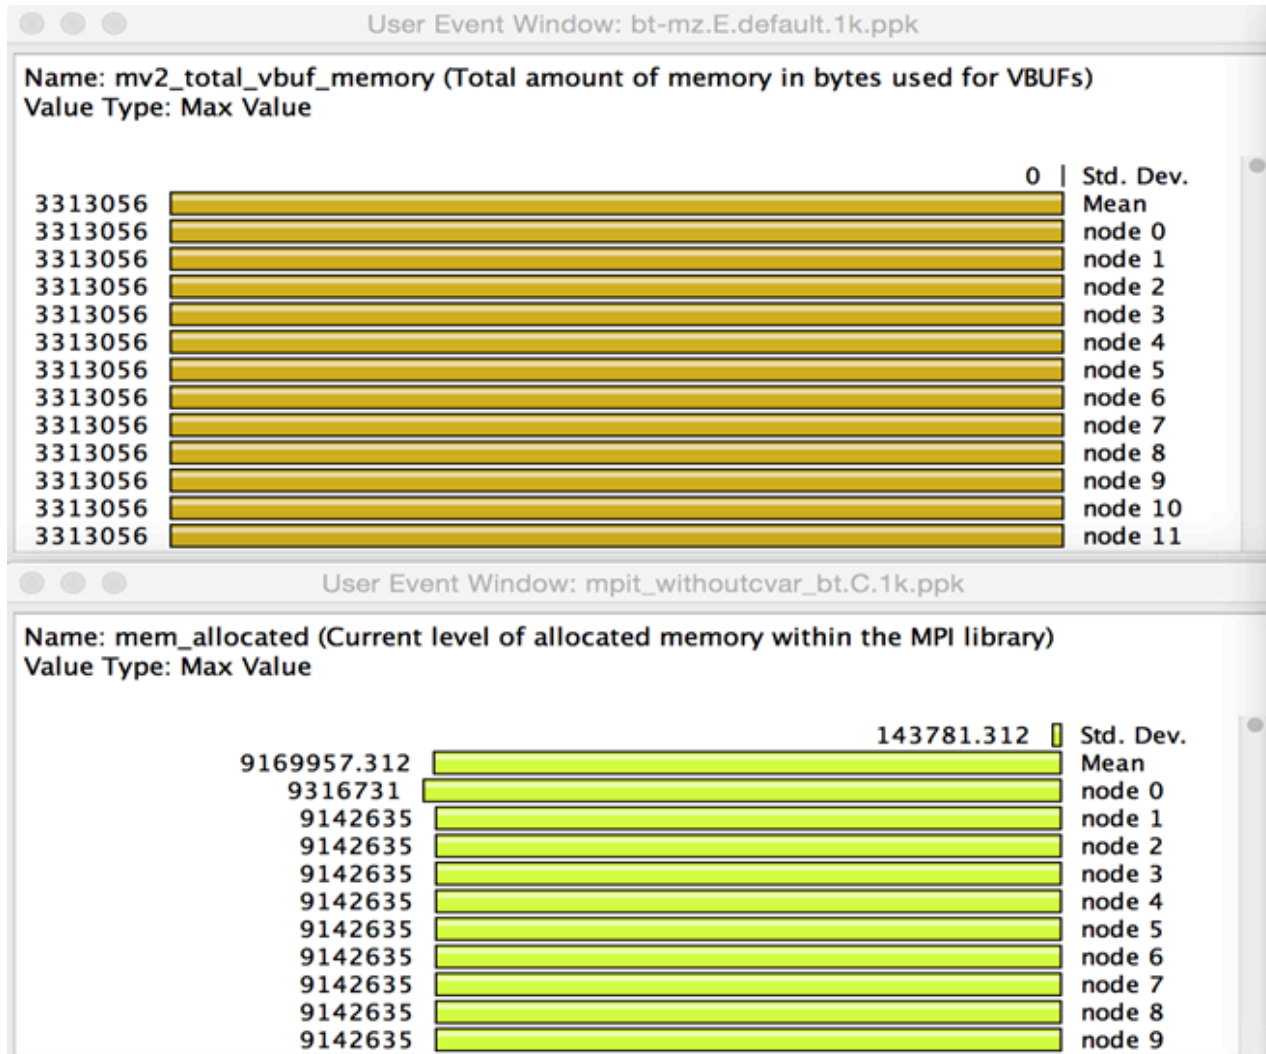 User Event Window: bt-mz.E.default.1k.ppk
Name: mv2_total_vbuf_memory (Total amount of memory in bytes used for VBUFs)
Value Type: Max Value
0 Std. Dev.
3313056 Mean
3313056 node 0
3313056 node 1
3313056 node 2
3313056 node 3
3313056 node 4
3313056 node 5
3313056 node 6
3313056 node 7
3313056 node 8
3313056 node 9
3313056 node 10
3313056 node 11
User Event Window: mpit_withoutcvar_bt.C.1k.ppk
Name: mem_allocated (Current level of allocated memory within the MPI library)
Value Type: Max Value
143781.312 Std. Dev.
9169957.312 Mean
9316731 node 0
9142635 node 1
9142635 node 2
9142635 node 3
9142635 node 4
9142635 node 5
9142635 node 6
9142635 node 7
9142635 node 8
9142635 node 9